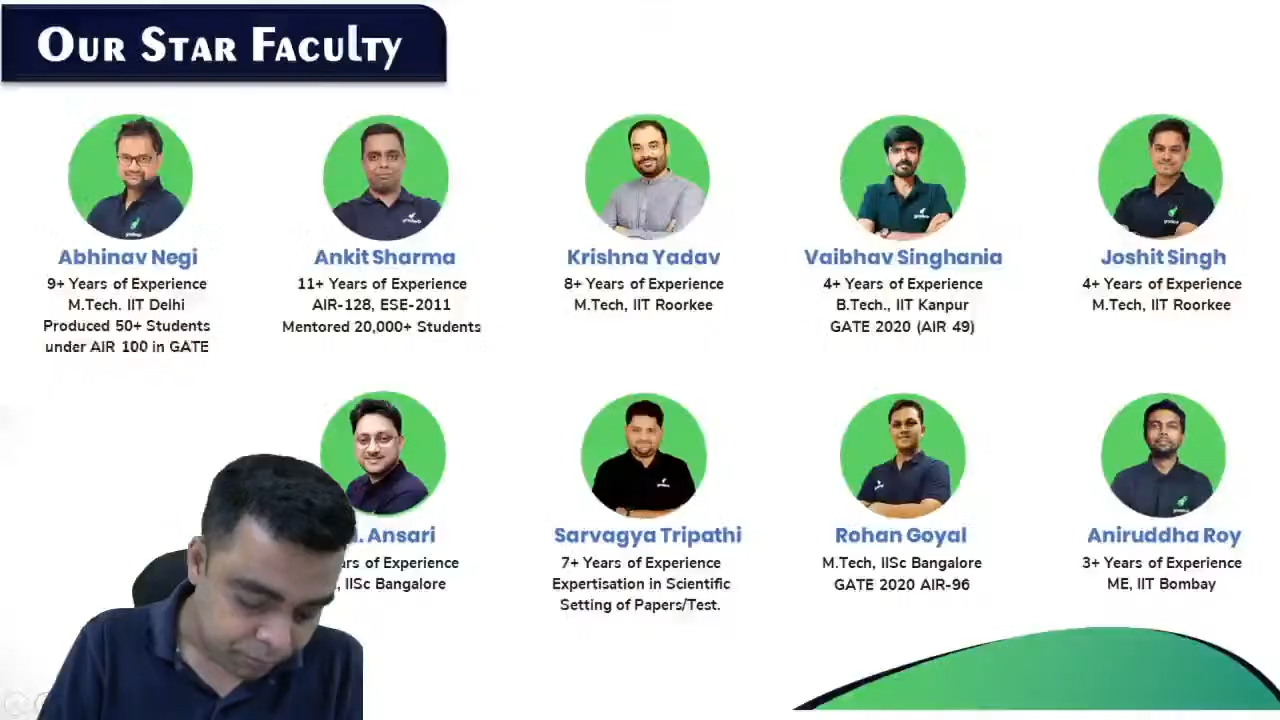 Our Star Faculty
Abhinav Negi
9+ Years of Experience
M.Tech. IIT Delhi
Produced 50+ Students
under AIR 100 in GATE
Ankit Sharma
11+ Years of Experience
AIR-128, ESE-2011
Mentored 20,000+ Students
Krishna Yadav
8+ Years of Experience
M.Tech, IIT Roorkee
Vaibhav Singhania
4+ Years of Experience
B.Tech., IIT Kanpur
GATE 2020 (AIR 49)
Joshit Singh
4+ Years of Experience
M.Tech, IIT Roorkee
Ansari
of Experience
, IISc Bangalore
Sarvagya Tripathi
7+ Years of Experience
Expertisation in Scientific
Setting of Papers/Test.
Rohan Goyal
M.Tech, IISc Bangalore
GATE 2020 AIR-96
Aniruddha Roy
3+ Years of Experience
ME, IIT Bombay